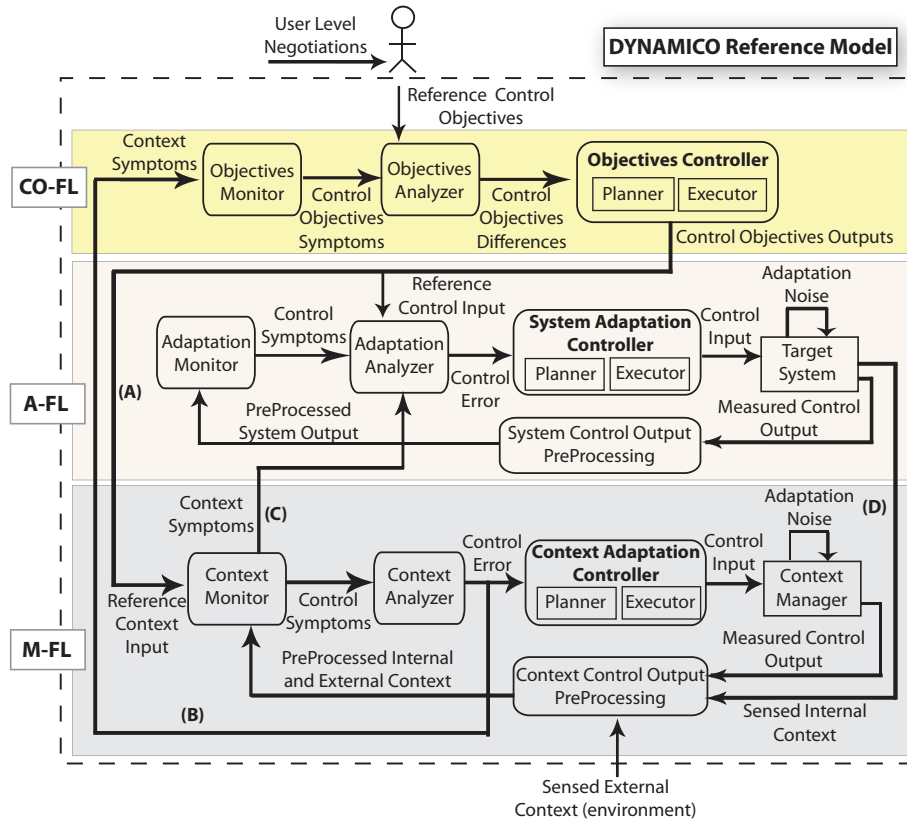 User Level
Negotiations
DYNAMICO Reference Model
Reference Control
Objectives
CO-FL
Context
Symptoms
Objectives
Monitor
Control
Objectives
Symptoms
Objectives
Analyzer
Control
Objectives
Differences
Objectives Controller
Planner
Executor
Control Objectives Outputs
A-FL
(A)
Reference
Control Input
Adaptation
Monitor
Control
Symptoms
Adaptation
Analyzer
Control
Error
System Adaptation
Controller
Planner
Executor
Control
Input
Adaptation
Noise
Target
System
Measured Control
Output
System Control Output
PreProcessing
PreProcessed
System Output
M-FL
Context
Symptoms
(C)
(D)
Reference
Context
Input
Context
Monitor
Control
Symptoms
Context
Analyzer
Control
Error
Context Adaptation
Controller
Planner
Executor
Control
Input
Adaptation
Noise
Context
Manager
Measured Control
Output
Context Control Output
PreProcessing
PreProcessed Internal
and External Context
(B)
Sensed Internal
Context
Sensed External
Context (environment)